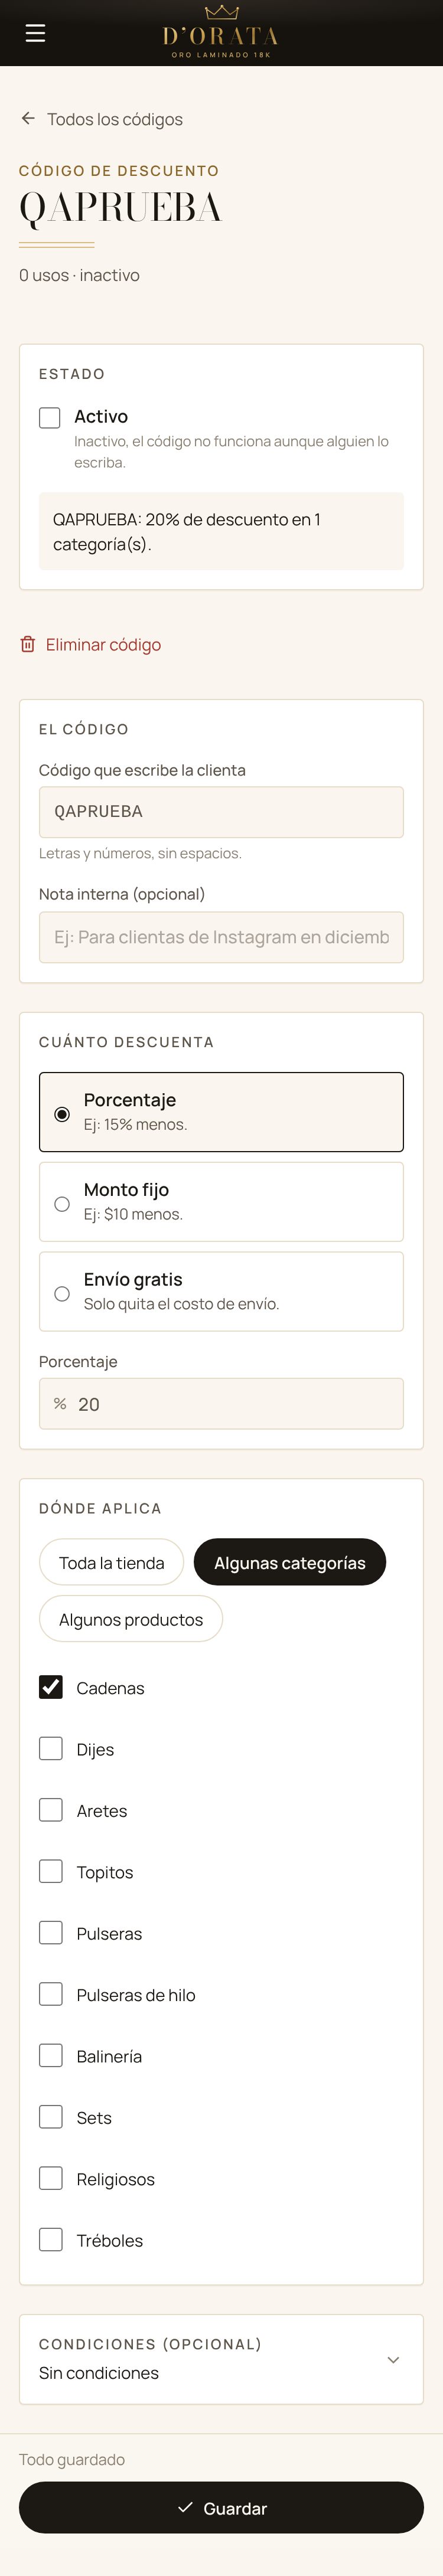 D'ORATA
ORO LAMINADO 18K
Todos los códigos
CÓDIGO DE DESCUENTO
QAPRUEBA
0 usos · inactivo
ESTADO
Activo
Inactivo, el código no funciona aunque alguien lo
escriba.
QAPRUEBA: 20% de descuento en 1
categoría(s).
Eliminar código
EL CÓDIGO
Código que escribe la clienta
QAPRUEBA
Letras y números, sin espacios.
Nota interna (opcional)
Ej: Para clientas de Instagram en diciemb
CUÁNTO DESCUENTA
Porcentaje
Ej: 15% menos.
Monto fijo
Ej: $10 menos.
Envío gratis
Solo quita el costo de envío.
Porcentaje
% 20
DÓNDE APLICA
Toda la tienda
Algunas categorías
Algunos productos
Cadenas
Dijes
Aretes
Topitos
Pulseras
Pulseras de hilo
Balinería
Sets
Religiosos
Tréboles
CONDICIONES (OPCIONAL)
Sin condiciones
Todo guardado
Guardar